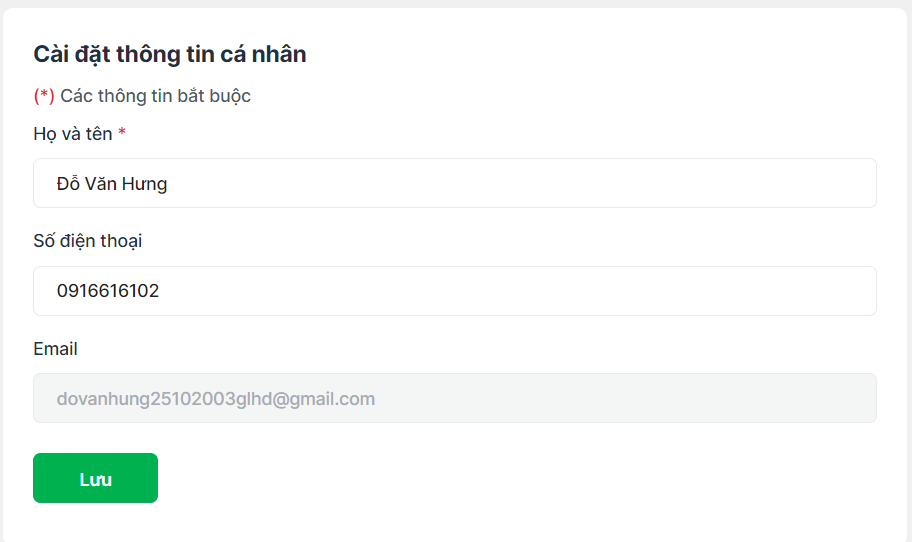 Cài đặt thông tin cá nhân
(*) Các thông tin bắt buộc
Họ và tên *
Đỗ Văn Hưng
Số điện thoại
0916616102
Email
dovanhung25102003glhd@gmail.com
Lưu